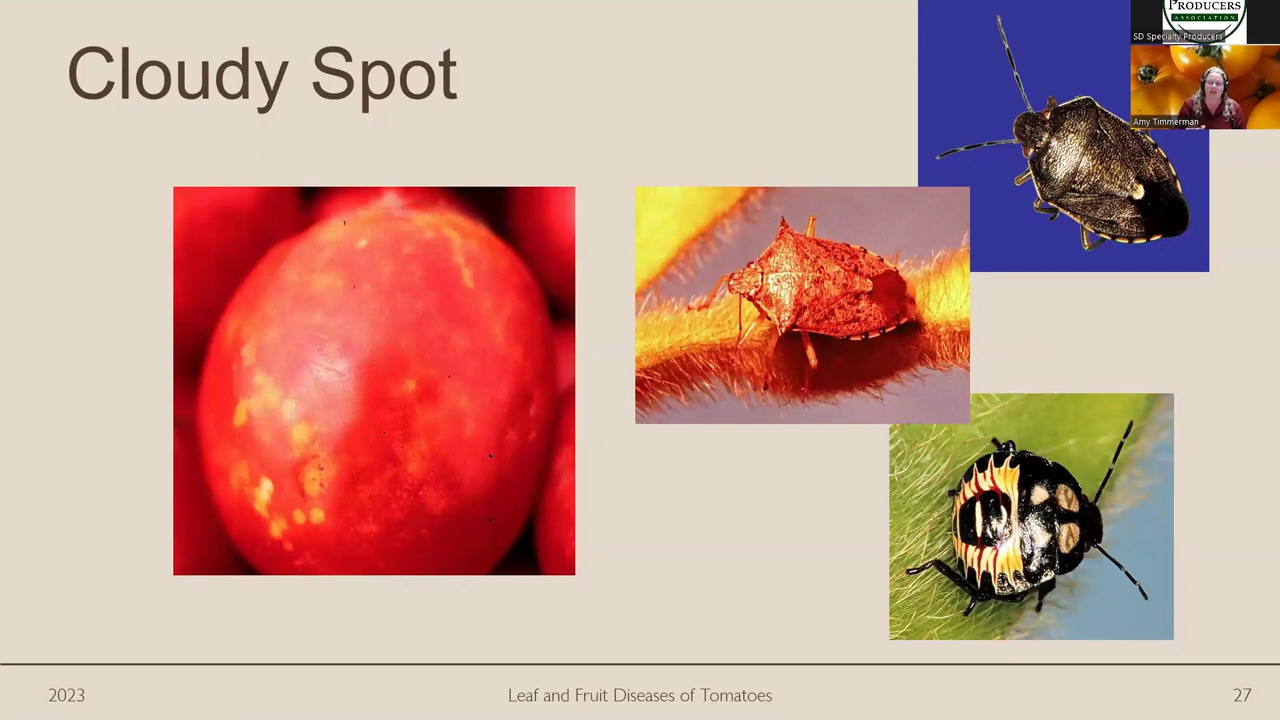 Cloudy Spot
PRODUCERS
ASSOCIATION
SD Specialty Producers
Amy Timmerman
2023
Leaf and Fruit Diseases of Tomatoes
27